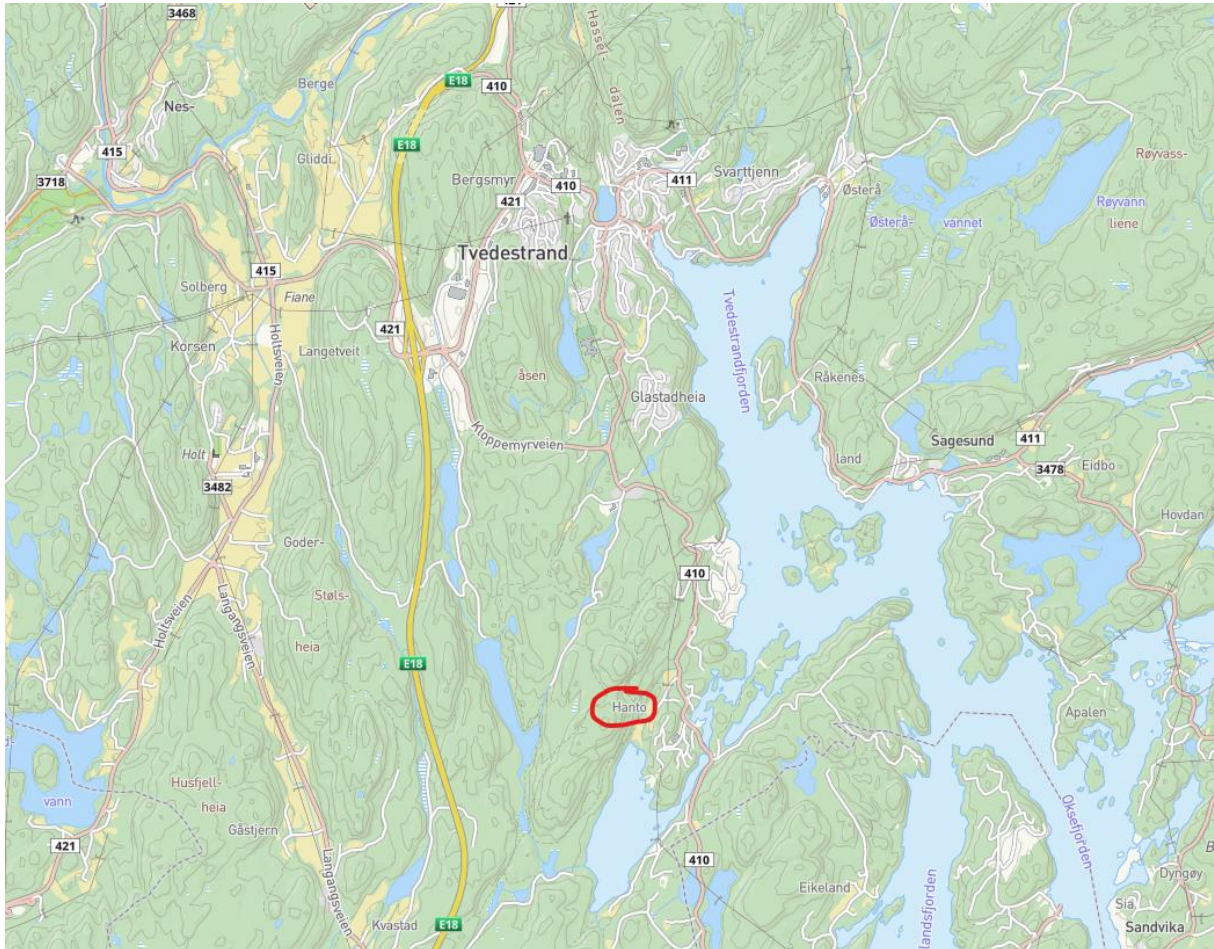 3468
421
Hassel-
dalen
Berge
E18
410
Nes-
E18
415
Gliddi
3718
Bergsmyr
410
411
Svarttjenn
421
Østerå
Østerå-
vannet
Røyvass-
liene
Røyvann
Tvedestrand
415
Solberg
Fiane
Holtsveien
421
Korsen
Langetveit
åsen
Tvedestrandfjorden
Råkenes
Glastadheia
Kloppemyrveien
Sagesund
411
land
3478
Eidbo
Holt
3482
Hovdan
Goder-
Støls-
heia
410
Holtsveien
Langangsveien
E18
Hanto
Apalen
vann
Husfjell-
heia
Gåstjern
421
Langangsveien
410
Oksefjorden
Eikeland
landsfjorden
Dyngøy
Sia
Sandvika
Kvastad
E18